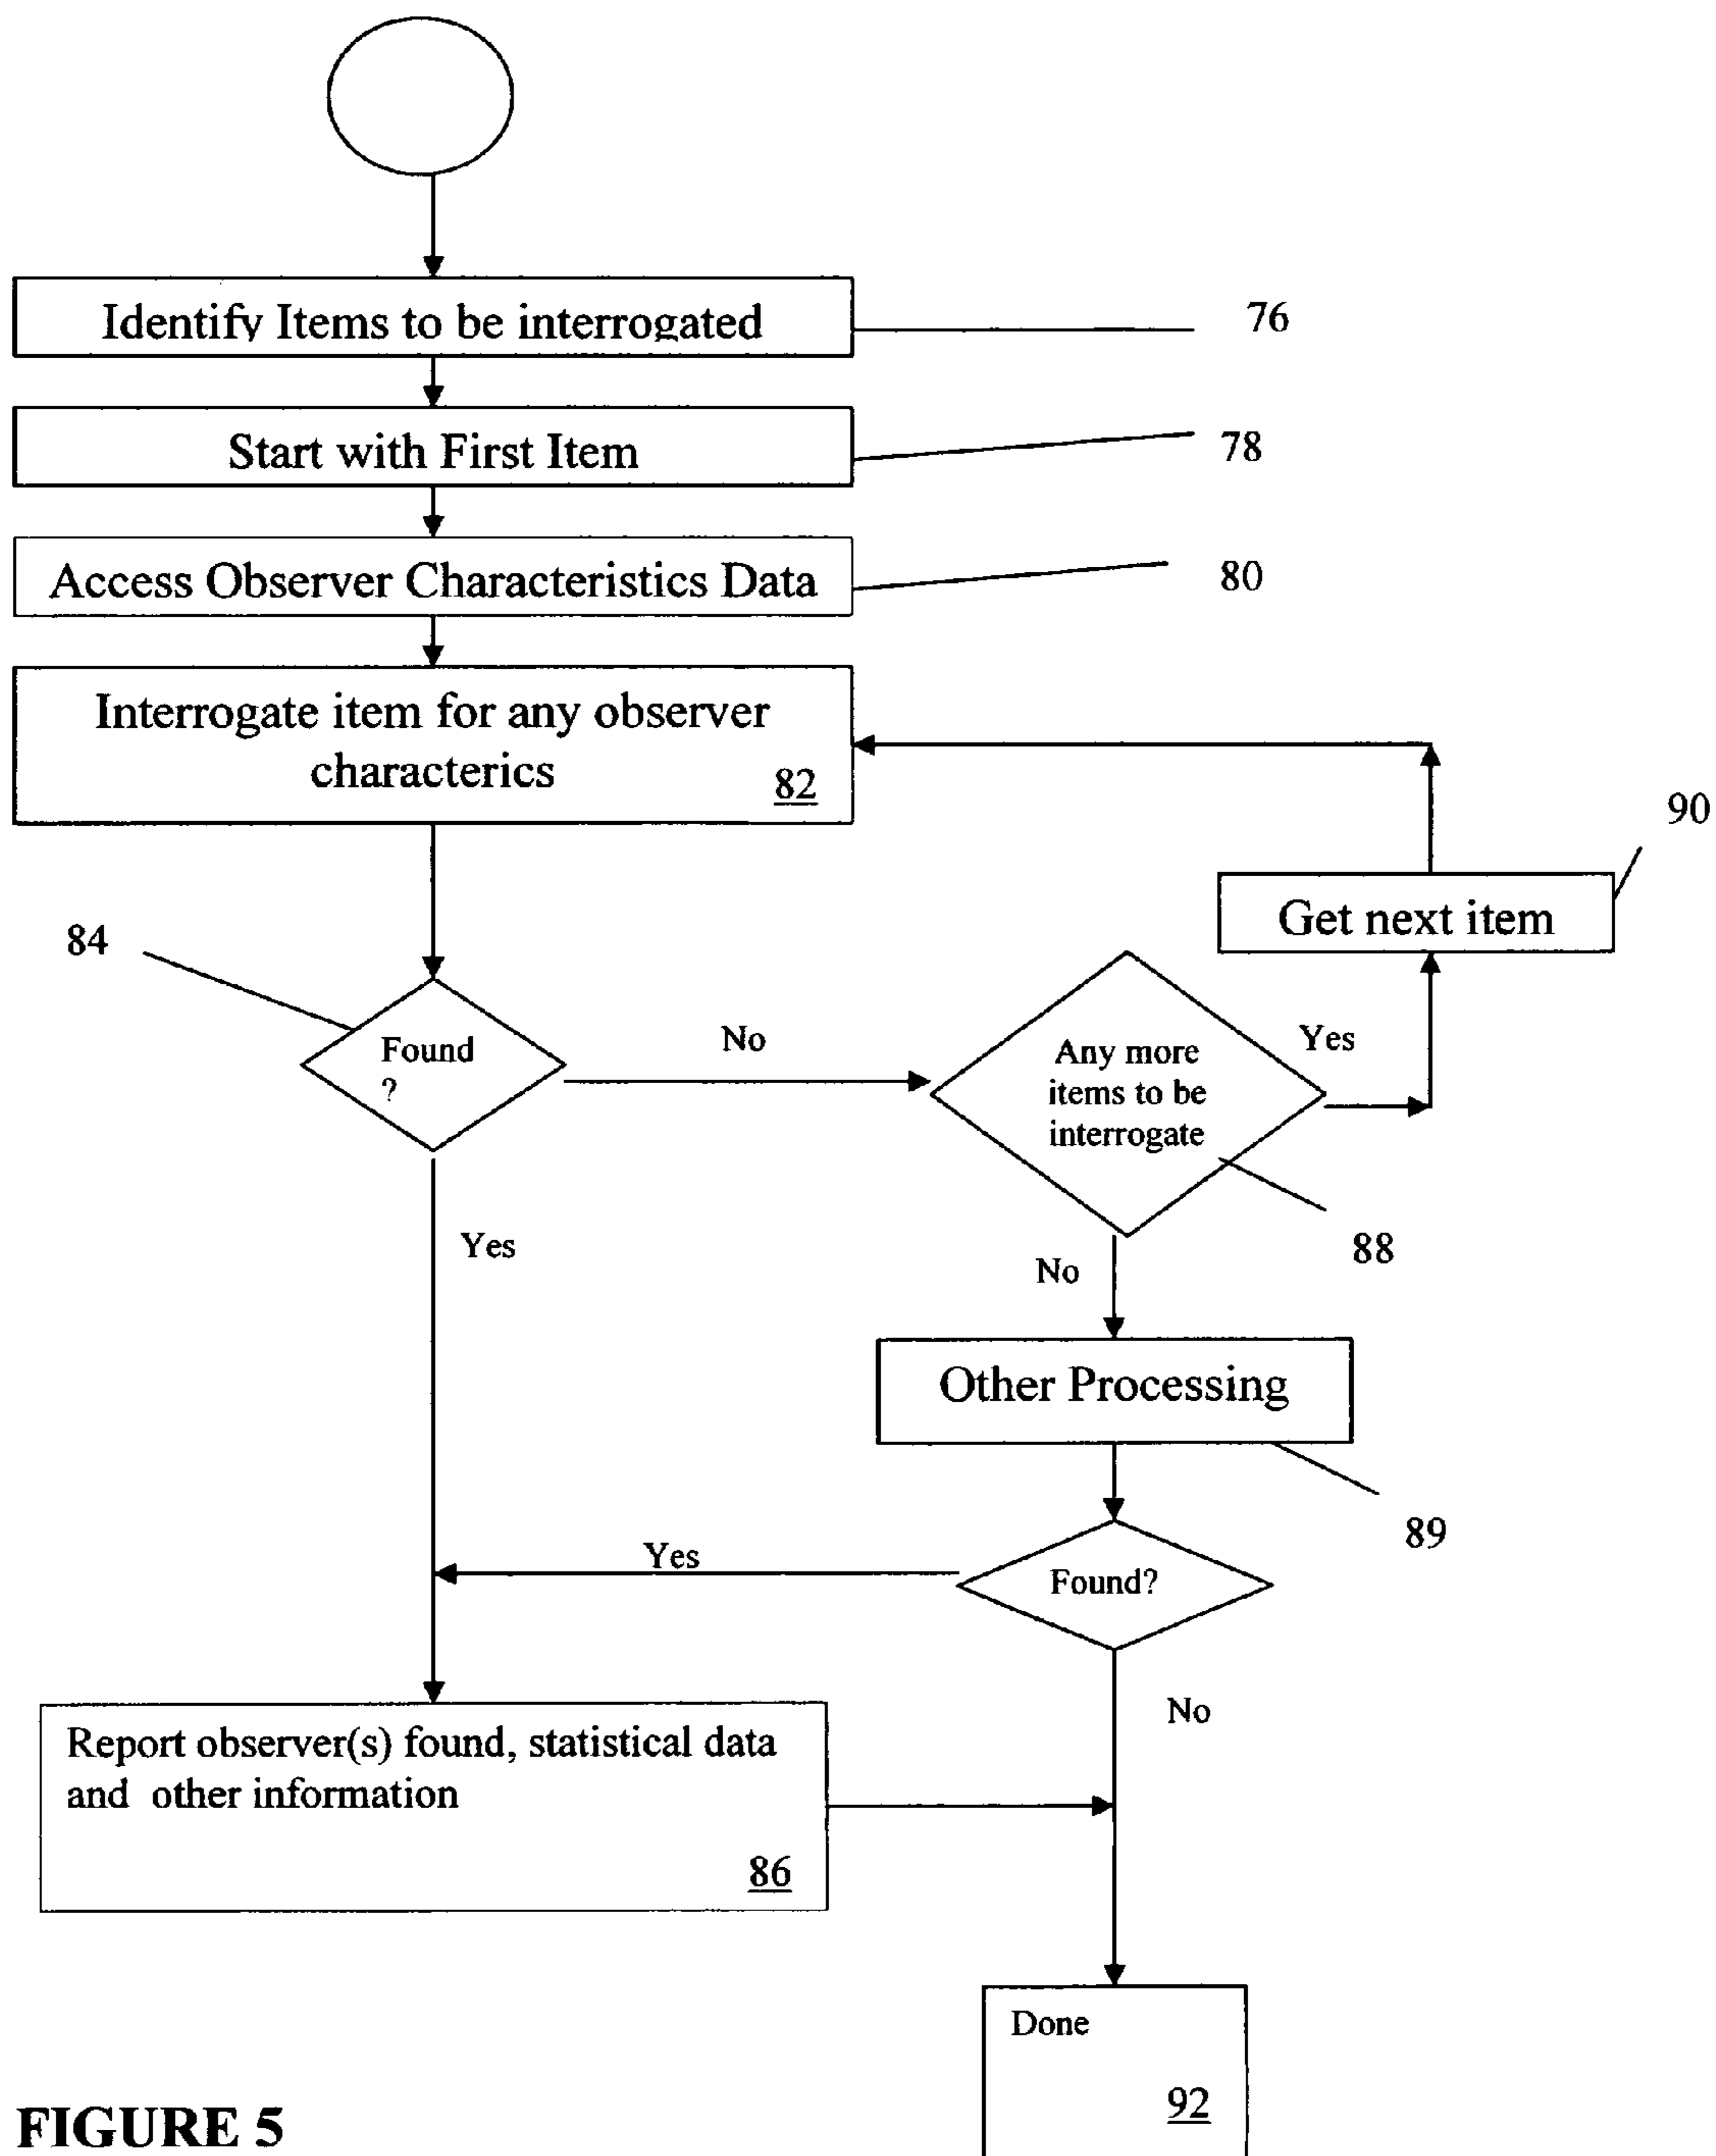 Identify Items to be interrogated
76
Start with First Item
78
Access Observer Characteristics Data
80
Interrogate item for any observer
characterics
82
90
Get next item
84
Found
?
No
Any more
items to be
interrogate
Yes
88
Yes
No
Other Processing
89
Yes
Found?
No
Report observer(s) found, statistical data
and other information
86
Done
92
FIGURE 5